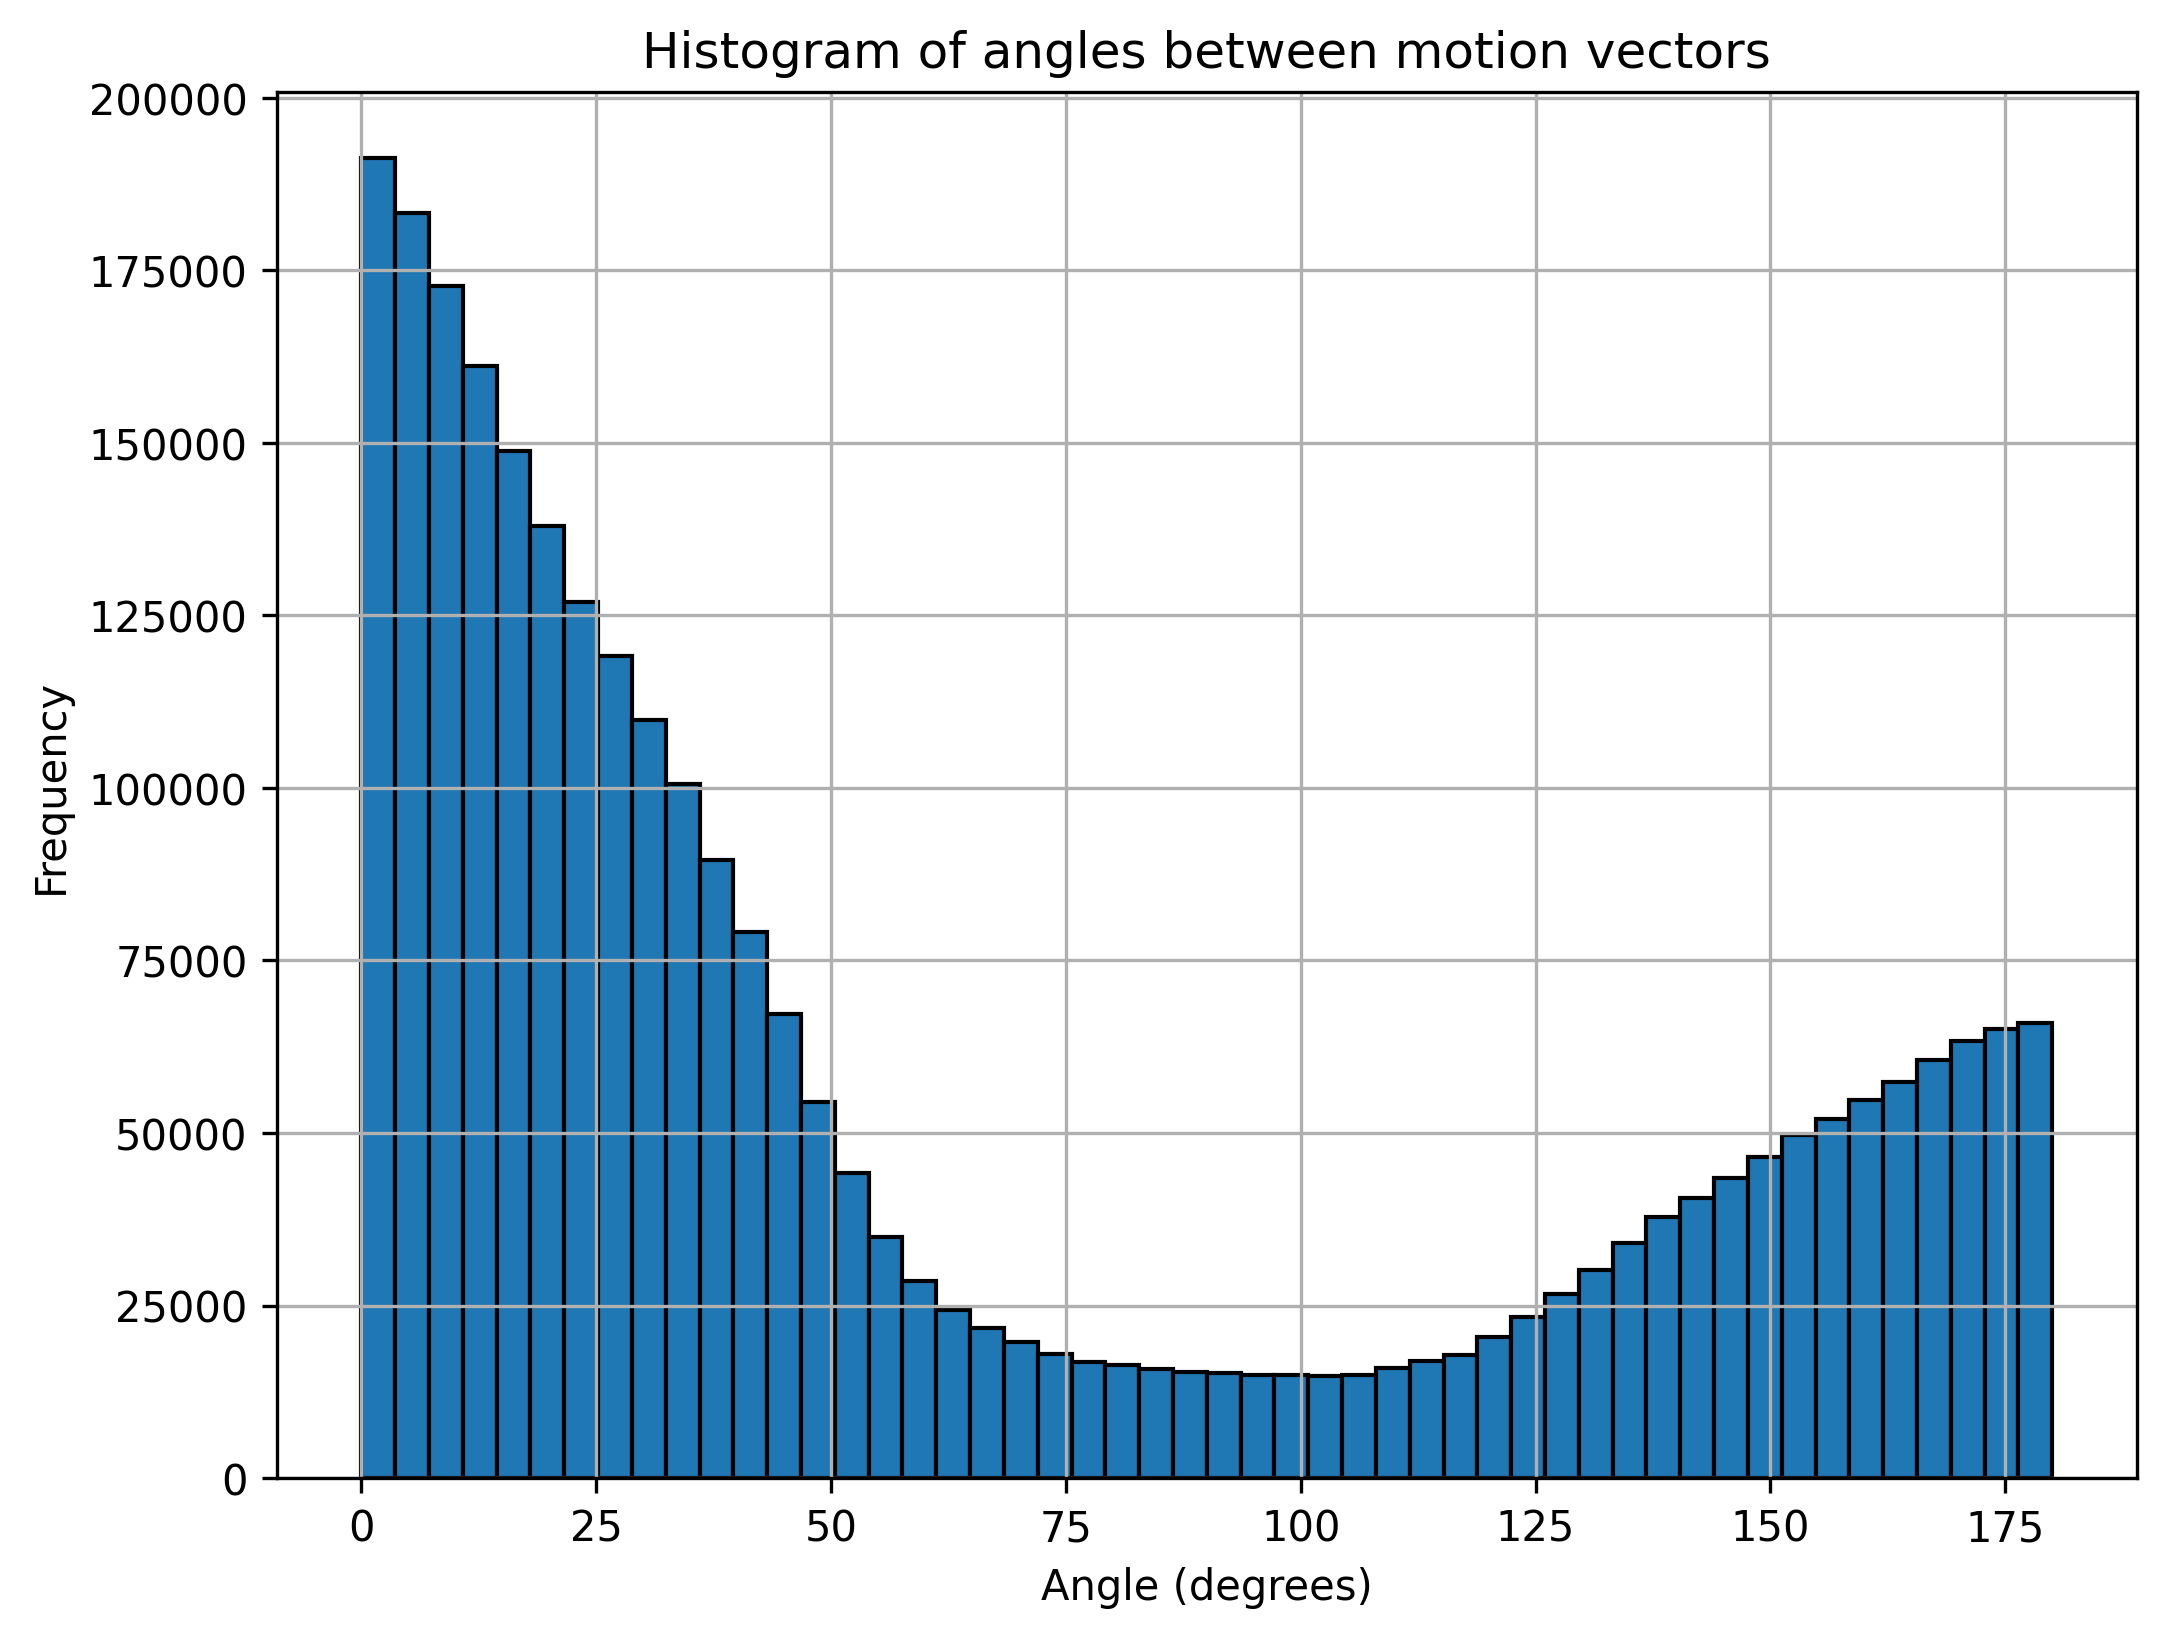 Histogram of angles between motion vectors
200000
175000
150000
125000
100000
75000
50000
25000
0
Frequency
0 25 50 75 100 125 150 175
Angle (degrees)